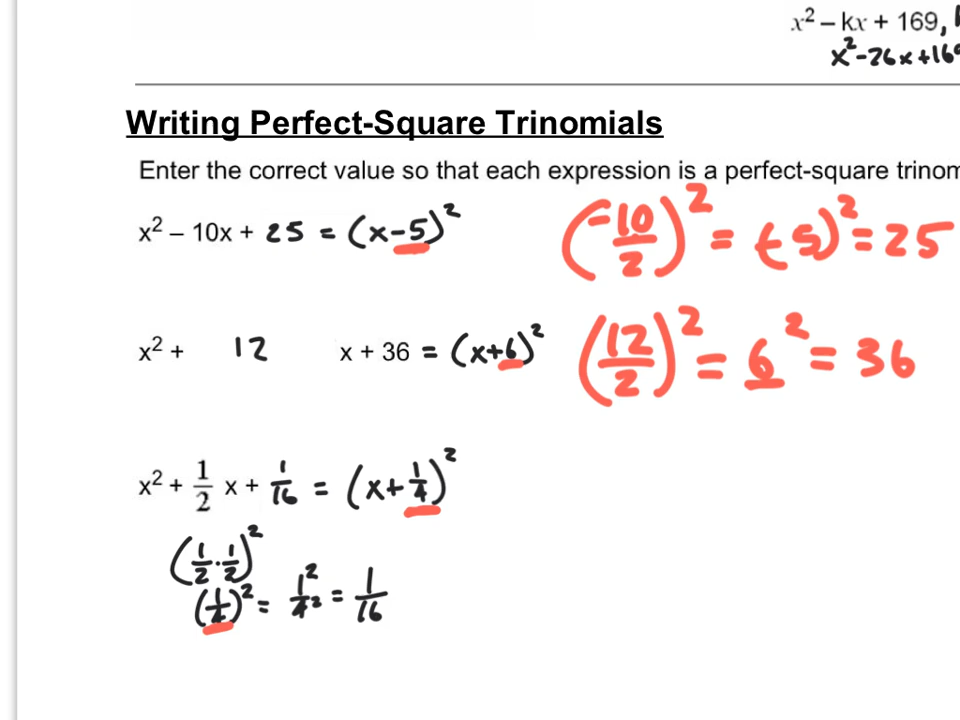 x² – kx + 169,
x²-26x+16
Writing Perfect-Square Trinomials
Enter the correct value so that each expression is a perfect-square trinom
x² – 10x + 25 = (x-5)² (-10/2)² = (-5)² = 25
x² + 12 x + 36 = (x+6)² (12/2)² = 6² = 36
x² + 1/2 x + 1/16 = (x+1/4)²
(1/2·1/2)²
(1/4)² = 1²/4² = 1/16